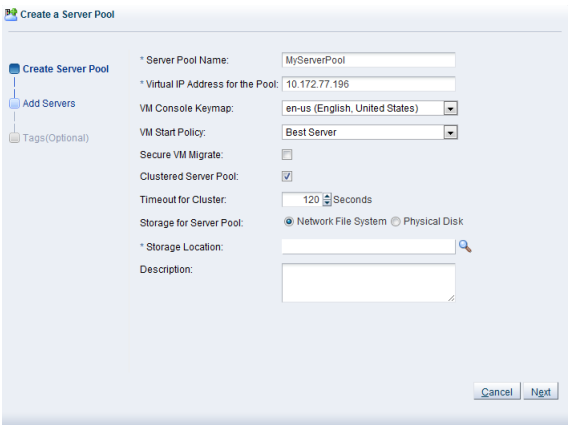 Create a Server Pool
Create Server Pool
Add Servers
Tags(Optional)
* Server Pool Name: MyServerPool
* Virtual IP Address for the Pool: 10.172.77.196
VM Console Keymap: en-us (English, United States)
VM Start Policy: Best Server
Secure VM Migrate:
Clustered Server Pool:
Timeout for Cluster: 120 Seconds
Storage for Server Pool: Network File System Physical Disk
* Storage Location:
Description:
Cancel Next